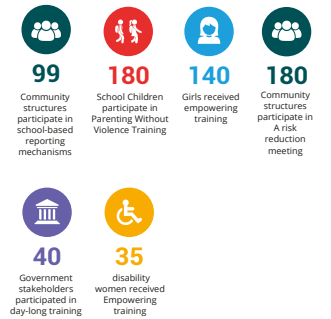 99
Community
structures
participate in
school-based
reporting
mechanisms
180
School Children
participate in
Parenting Without
Violence Training
140
Girls received
empowering
training
180
Community
structures
participate in
A risk
reduction
meeting
40
Government
stakeholders
participated in
day-long training
35
disability
women received
Empowering
training